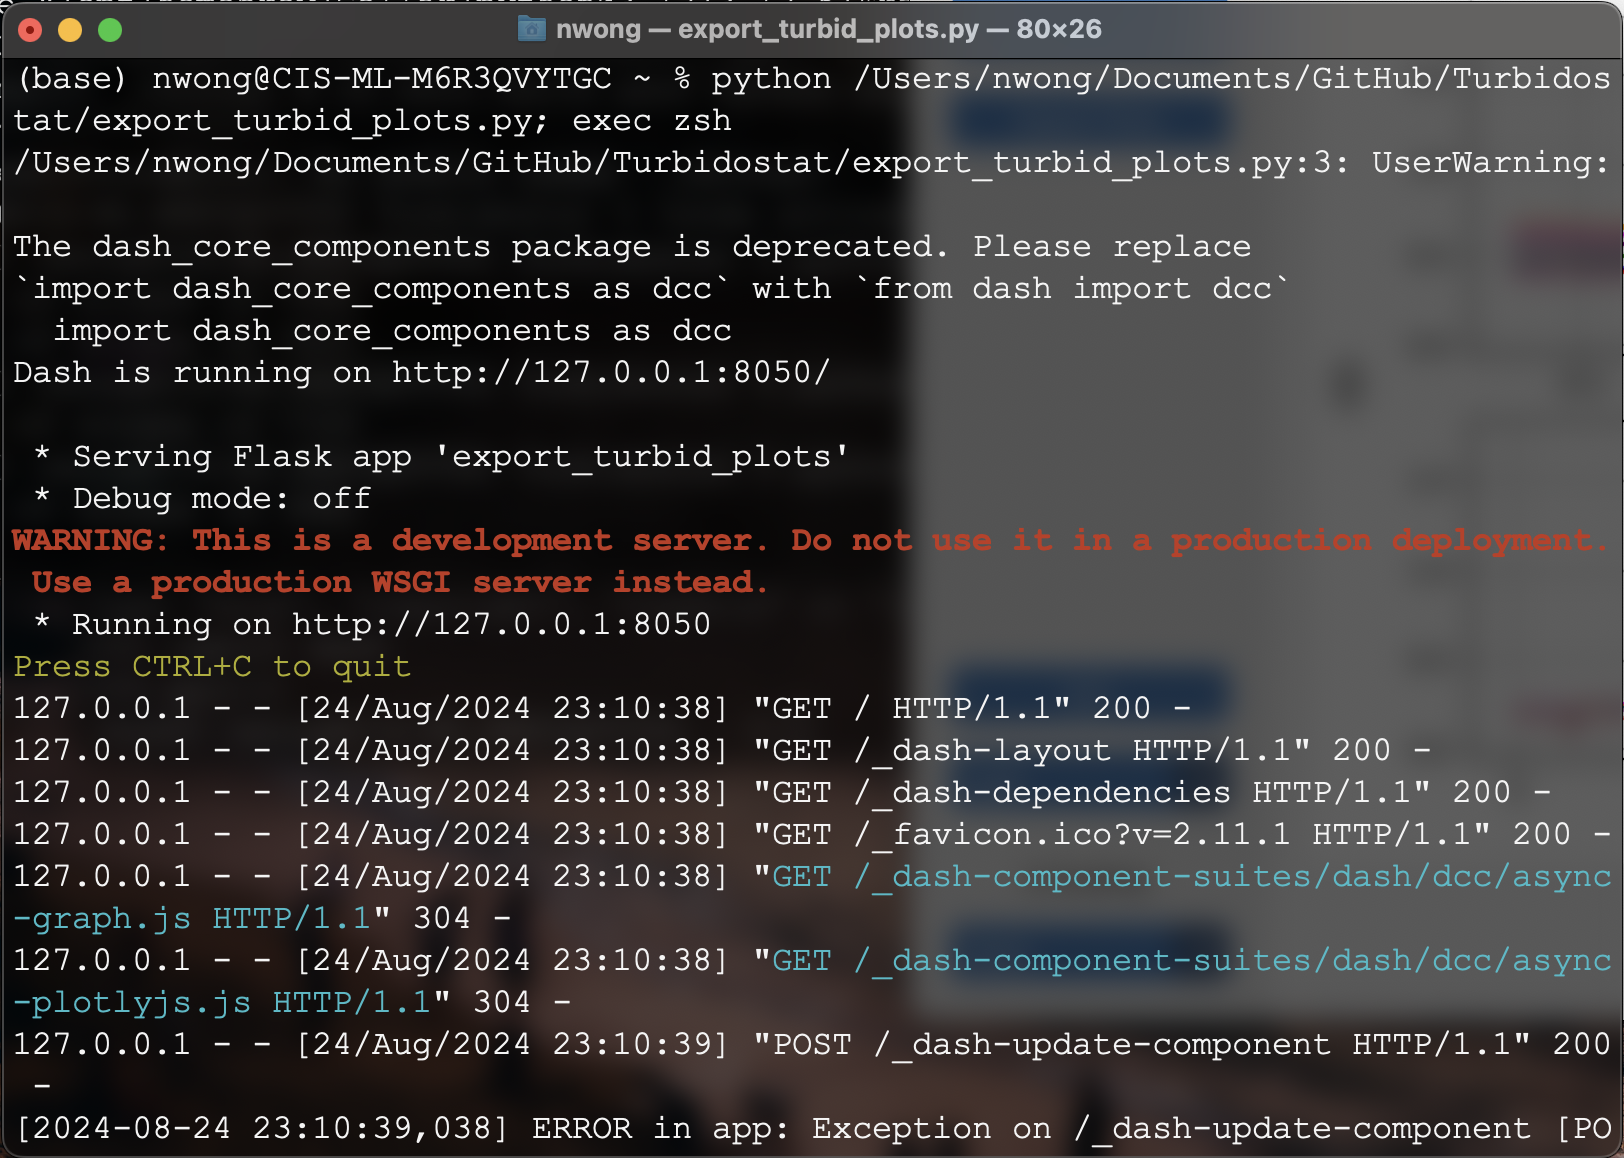 nwong — export_turbid_plots.py — 80×26
(base) nwong@CIS-ML-M6R3QVYTGC ~ % python /Users/nwong/Documents/GitHub/Turbidos
tat/export_turbid_plots.py; exec zsh
/Users/nwong/Documents/GitHub/Turbidostat/export_turbid_plots.py:3: UserWarning:
The dash_core_components package is deprecated. Please replace
`import dash_core_components as dcc` with `from dash import dcc`
  import dash_core_components as dcc
Dash is running on http://127.0.0.1:8050/
 * Serving Flask app 'export_turbid_plots'
 * Debug mode: off
WARNING: This is a development server. Do not use it in a production deployment.
 Use a production WSGI server instead.
 * Running on http://127.0.0.1:8050
Press CTRL+C to quit
127.0.0.1 - - [24/Aug/2024 23:10:38] "GET / HTTP/1.1" 200 -
127.0.0.1 - - [24/Aug/2024 23:10:38] "GET /_dash-layout HTTP/1.1" 200 -
127.0.0.1 - - [24/Aug/2024 23:10:38] "GET /_dash-dependencies HTTP/1.1" 200 -
127.0.0.1 - - [24/Aug/2024 23:10:38] "GET /_favicon.ico?v=2.11.1 HTTP/1.1" 200 -
127.0.0.1 - - [24/Aug/2024 23:10:38] "GET /_dash-component-suites/dash/dcc/async
-graph.js HTTP/1.1" 304 -
127.0.0.1 - - [24/Aug/2024 23:10:38] "GET /_dash-component-suites/dash/dcc/async
-plotlyjs.js HTTP/1.1" 304 -
127.0.0.1 - - [24/Aug/2024 23:10:39] "POST /_dash-update-component HTTP/1.1" 200
 -
[2024-08-24 23:10:39,038] ERROR in app: Exception on /_dash-update-component [PO